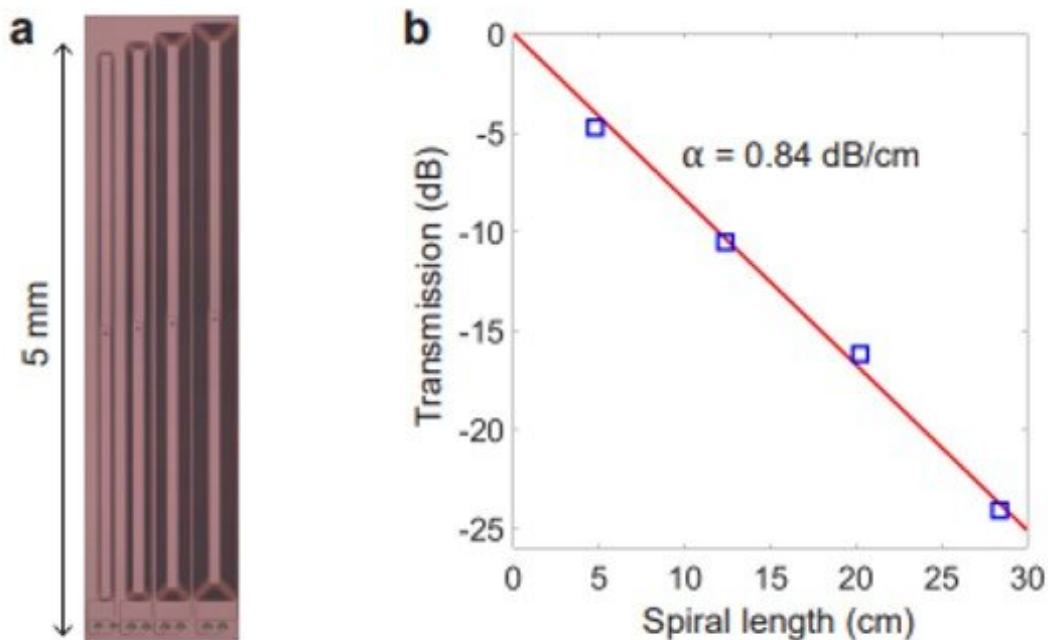 a
5 mm
b
α = 0.84 dB/cm
Transmission (dB)
0
-5
-10
-15
-20
-25
0 5 10 15 20 25 30
Spiral length (cm)